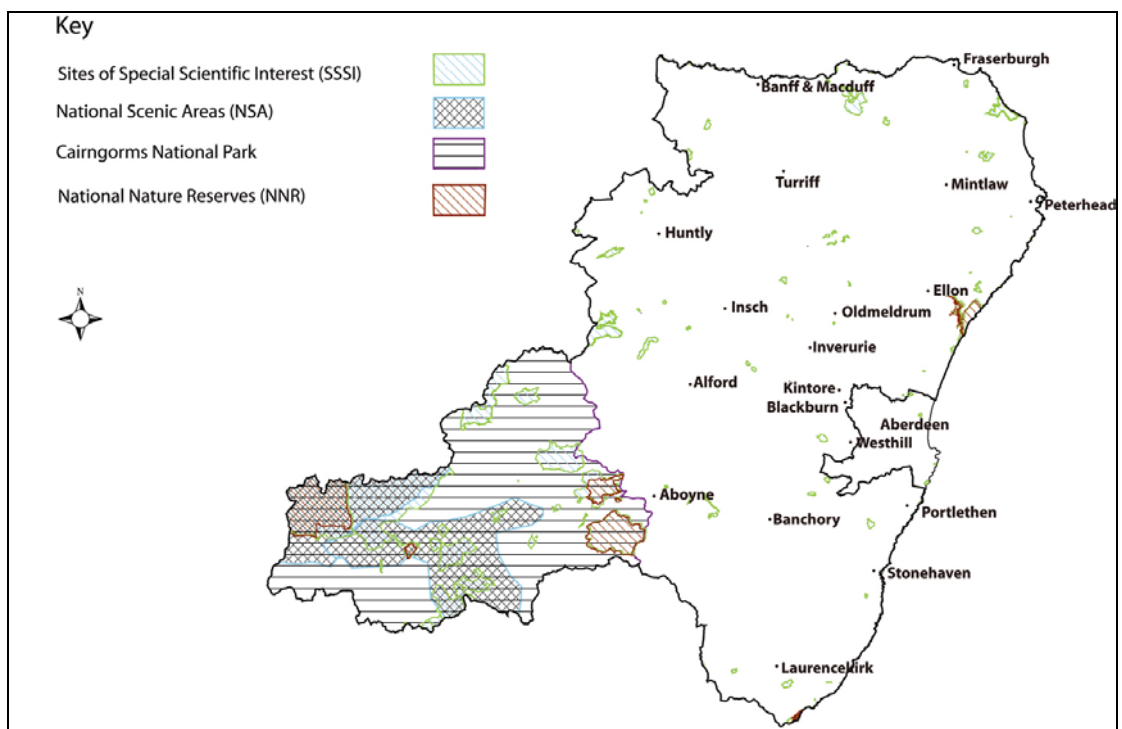 Key
Sites of Special Scientific Interest (SSSI)
National Scenic Areas (NSA)
Cairngorms National Park
National Nature Reserves (NNR)
N
Fraserburgh
Banff & Macduff
Turriff
Mintlaw
Peterhead
Huntly
Ellon
Insch
Oldmeldrum
Inverurie
Alford
Kintore
Blackburn
Aberdeen
Westhill
Aboyne
Portlethen
Banchory
Stonehaven
Laurencekirk